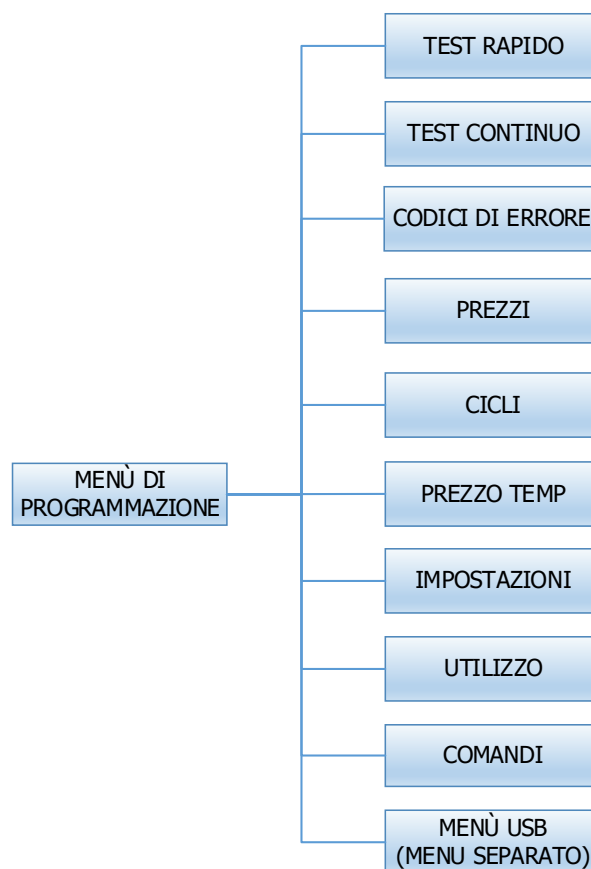 TEST RAPIDO
TEST CONTINUO
CODICI DI ERRORE
PREZZI
CICLI
MENÙ DI
PROGRAMMAZIONE
PREZZO TEMP
IMPOSTAZIONI
UTILIZZO
COMANDI
MENÙ USB
(MENU SEPARATO)